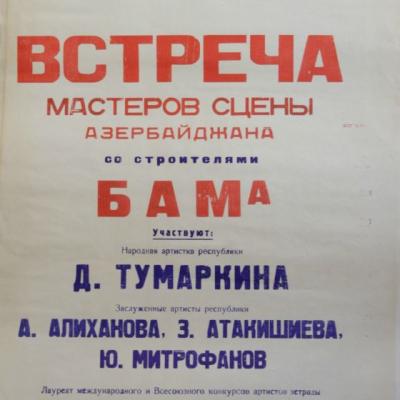 ВСТРЕЧА
МАСТЕРОВ СЦЕНЫ
АЗЕРБАЙДЖАНА
со строителями
БАМа
Участвуют:
Народная артистка республики
Д. ТУМАРКИНА
Заслуженные артисты республики
А. АЛИХАНОВА, З. АТАКИШИЕВА,
Ю. МИТРОФАНОВ
Лауреат международного и Всесоюзного конкурсов артистов эстрады